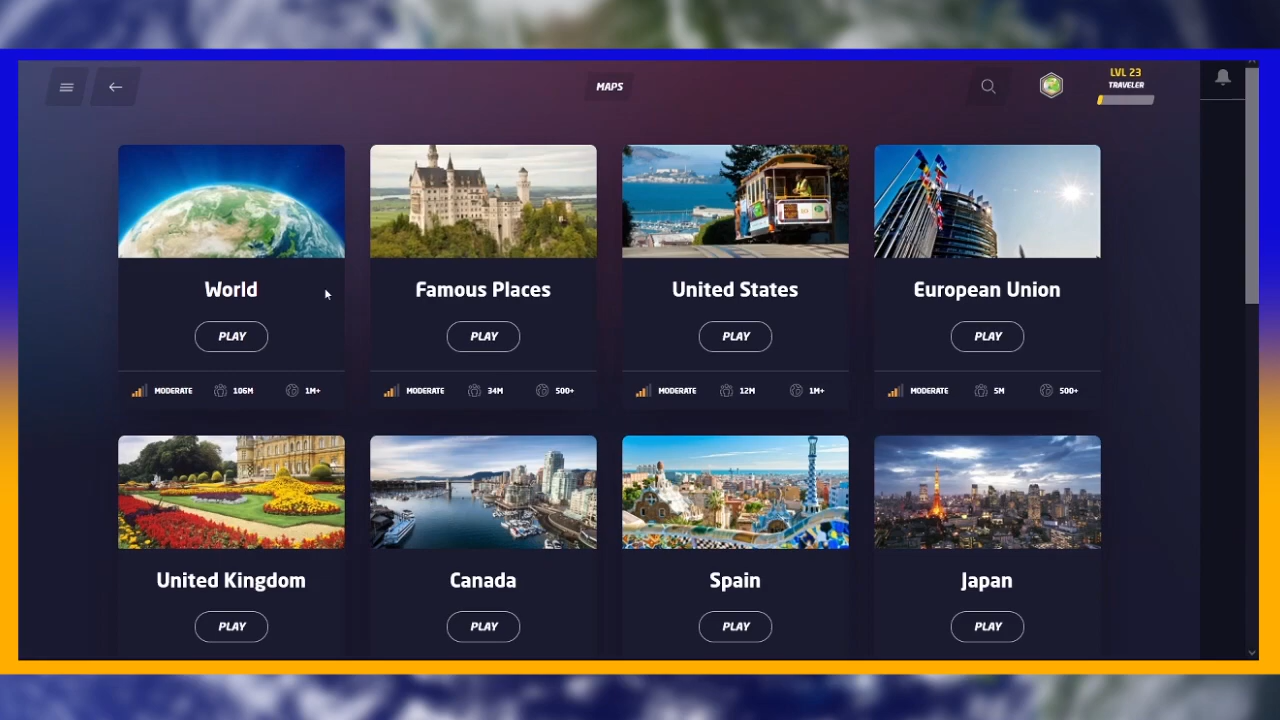 MAPS
LVL 23
TRAVELER
World
Famous Places
United States
European Union
PLAY
PLAY
PLAY
PLAY
MODERATE 106M 1M+
MODERATE 34M 500+
MODERATE 12M 1M+
MODERATE 5M 500+
United Kingdom
Canada
Spain
Japan
PLAY
PLAY
PLAY
PLAY